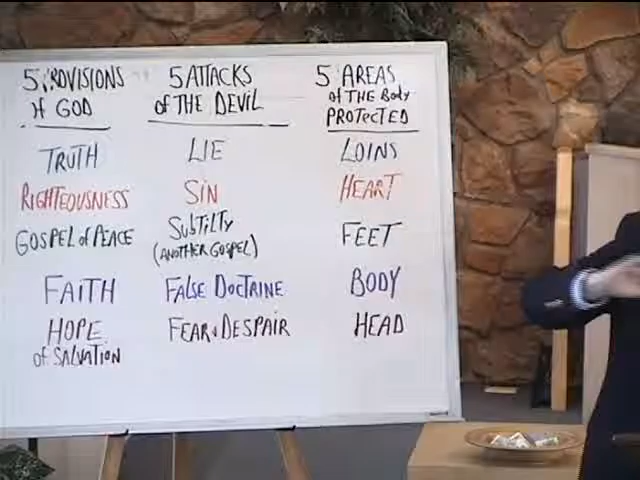 5 PROVISIONS
of GOD
5 ATTACKS
of THE DEVIL
5 AREAS
of THE BODY
PROTECTED
TRUTH LIE LOINS
RIGHTEOUSNESS SIN HEART
GOSPEL of PEACE SUBTILTY FEET
(ANOTHER GOSPEL)
FAITH FALSE DOCTRINE BODY
HOPE FEAR & DESPAIR HEAD
of SALVATION